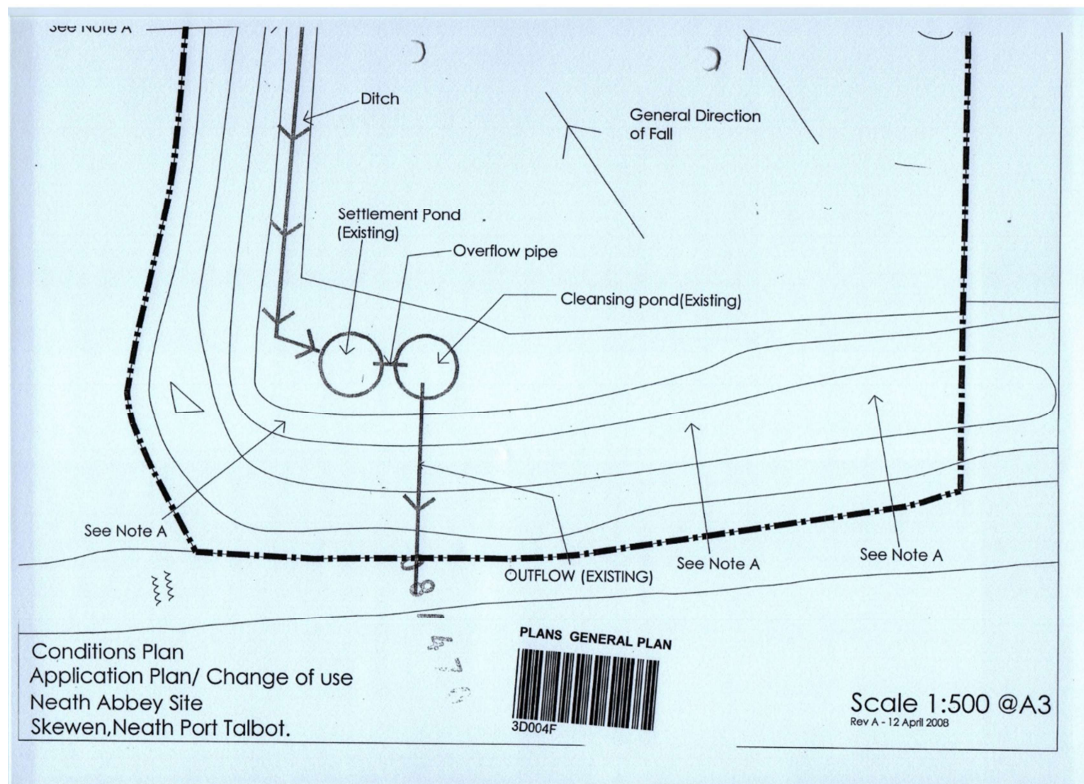 See Note A
Ditch
General Direction
of Fall
Settlement Pond
(Existing)
Overflow pipe
Cleansing pond(Existing)
See Note A
See Note A
See Note A
OUTFLOW (EXISTING)
PLANS GENERAL PLAN
3D004F
Conditions Plan
Application Plan/ Change of use
Neath Abbey Site
Skewen,Neath Port Talbot.
Scale 1:500 @A3
Rev A - 12 April 2008